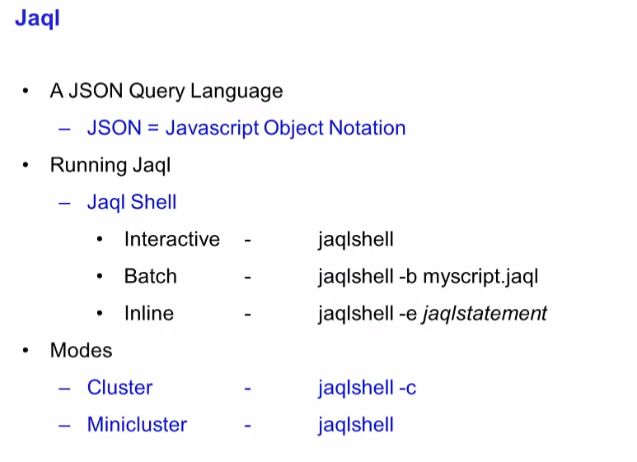 Jaql
• A JSON Query Language
– JSON = Javascript Object Notation
• Running Jaql
– Jaql Shell
• Interactive - jaqlshell
• Batch - jaqlshell -b myscript.jaql
• Inline - jaqlshell -e jaqlstatement
• Modes
– Cluster - jaqlshell -c
– Minicluster - jaqlshell